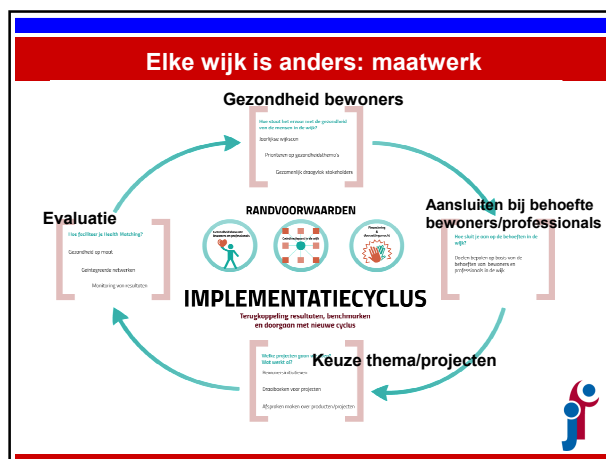 Elke wijk is anders: maatwerk
Gezondheid bewoners
Hoe staat het ervoor met de gezondheid
van de mensen in de wijk?
Jaarlijkse wijkscan
Prioriteren op gezondheidsthema's
Gezamenlijk draagvlak stakeholders
Aansluiten bij behoefte
bewoners/professionals
Hoe sluit je aan op de behoeften in de
wijk?
Doelen bepalen op basis van de
behoeften van bewoners en
professionals in de wijk
Evaluatie
Hoe faciliteer je Health Matching?
Gezondheid op maat
Geïntegreerde netwerken
Monitoring van resultaten
RANDVOORWAARDEN
IMPLEMENTATIECYCLUS
Terugkoppeling resultaten, benchmarken
en doorgaan met nieuwe cyclus
Keuze thema/projecten
Welke projecten gaan
Wat werkt al?
Draaiboeken voor projecten
Afspraken maken over producten/projecten